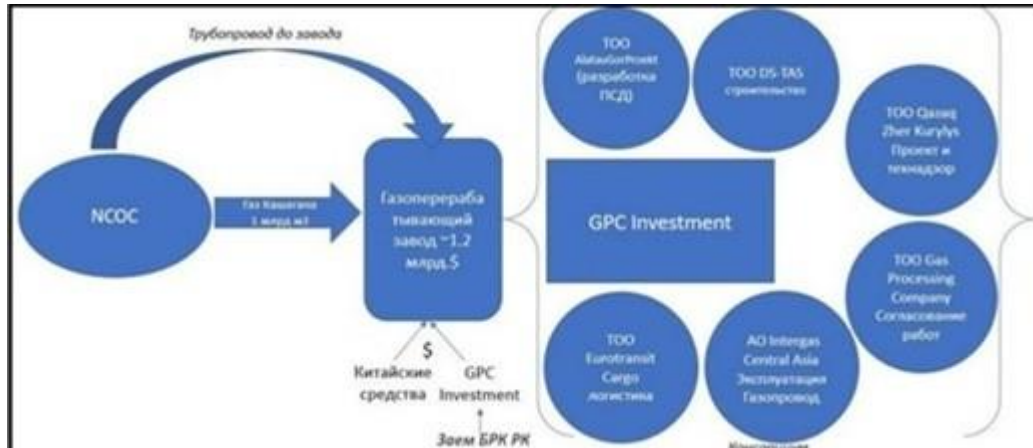 Трубопровод до завода
NCOC
Газ Кашагана
1 млрд м3
Газоперераба
тывающий
завод ~1.2
млрд.$
$
Китайские
средства
GPC
Investment
Заем БРК РК
ТОО
AlatauGorProekt
(разработка
ПСД)
ТОО DS-TAS
строительство
ТОО Qazaq
Zher Kurylys
Проект и
технадзор
GPC Investment
ТОО Gas
Processing
Company
Согласование
работ
ТОО
Eurotransit
Cargo
логистика
АО Intergas
Central Asia
Эксплуатация
Газопровод